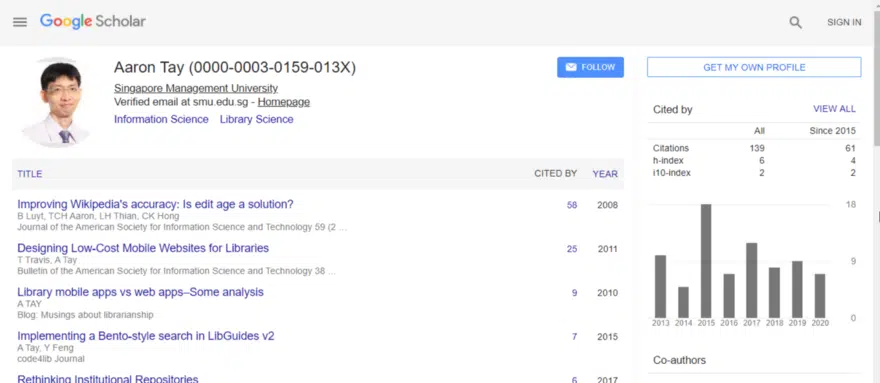 Google Scholar
SIGN IN
Aaron Tay (0000-0003-0159-013X)
FOLLOW
Singapore Management University
Verified email at smu.edu.sg - Homepage
Information Science Library Science
TITLE CITED BY YEAR
Improving Wikipedia's accuracy: Is edit age a solution? 58 2008
B Luyt, TCH Aaron, LH Thian, CK Hong
Journal of the American Society for Information Science and Technology 59 (2 ...
Designing Low-Cost Mobile Websites for Libraries 25 2011
T Travis, A Tay
Bulletin of the American Society for Information Science and Technology 38 ...
Library mobile apps vs web apps–Some analysis 9 2010
A TAY
Blog: Musings about librarianship
Implementing a Bento-style search in LibGuides v2 7 2015
A Tay, Y Feng
code4lib Journal
Rethinking Institutional Repositories 6 2017
GET MY OWN PROFILE
Cited by VIEW ALL
All Since 2015
Citations 139 61
h-index 6 4
i10-index 2 2
18
9
0
2013 2014 2015 2016 2017 2018 2019 2020
Co-authors